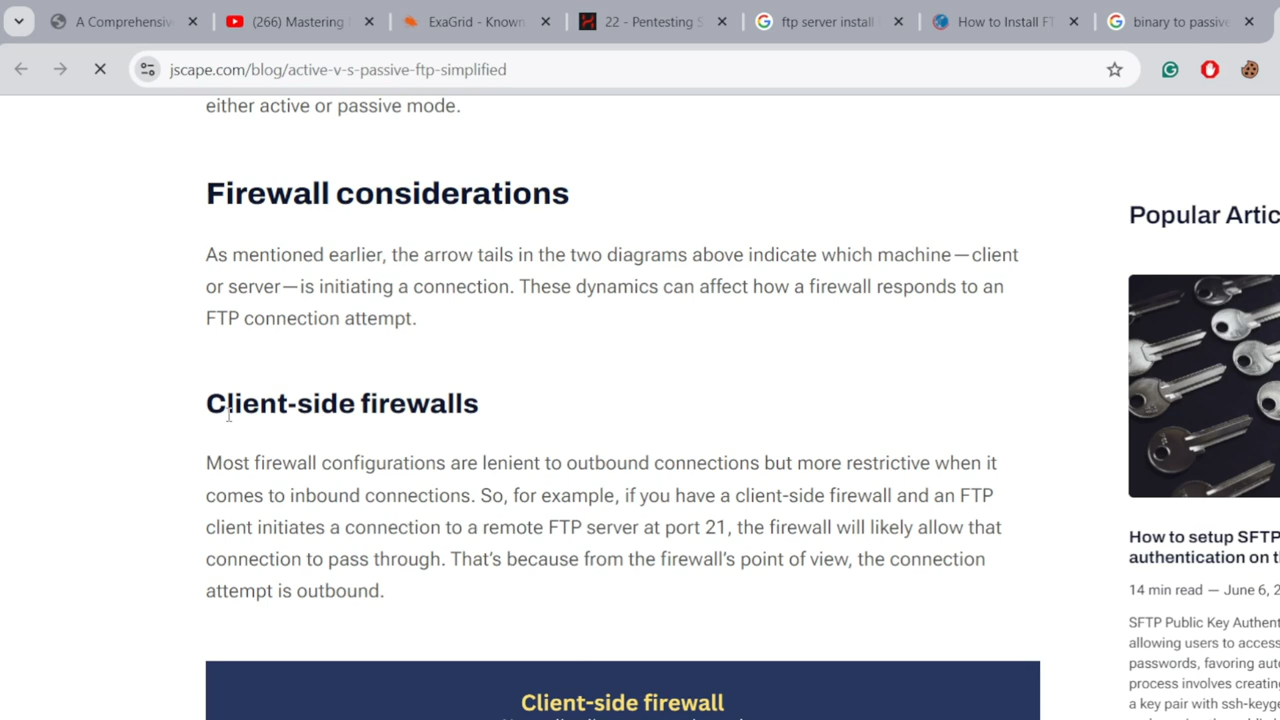 A Comprehensiv
(266) Mastering
ExaGrid - Known
22 - Pentesting S
ftp server install
How to Install FT
binary to passive
jscape.com/blog/active-v-s-passive-ftp-simplified
either active or passive mode.
Firewall considerations
As mentioned earlier, the arrow tails in the two diagrams above indicate which machine—client
or server—is initiating a connection. These dynamics can affect how a firewall responds to an
FTP connection attempt.
Client-side firewalls
Most firewall configurations are lenient to outbound connections but more restrictive when it
comes to inbound connections. So, for example, if you have a client-side firewall and an FTP
client initiates a connection to a remote FTP server at port 21, the firewall will likely allow that
connection to pass through. That’s because from the firewall’s point of view, the connection
attempt is outbound.
Client-side firewall
Popular Artic
How to setup SFTP
authentication on th
14 min read — June 6, 2
SFTP Public Key Authent
allowing users to access
passwords, favoring auto
process involves creating
a key pair with ssh-keyge